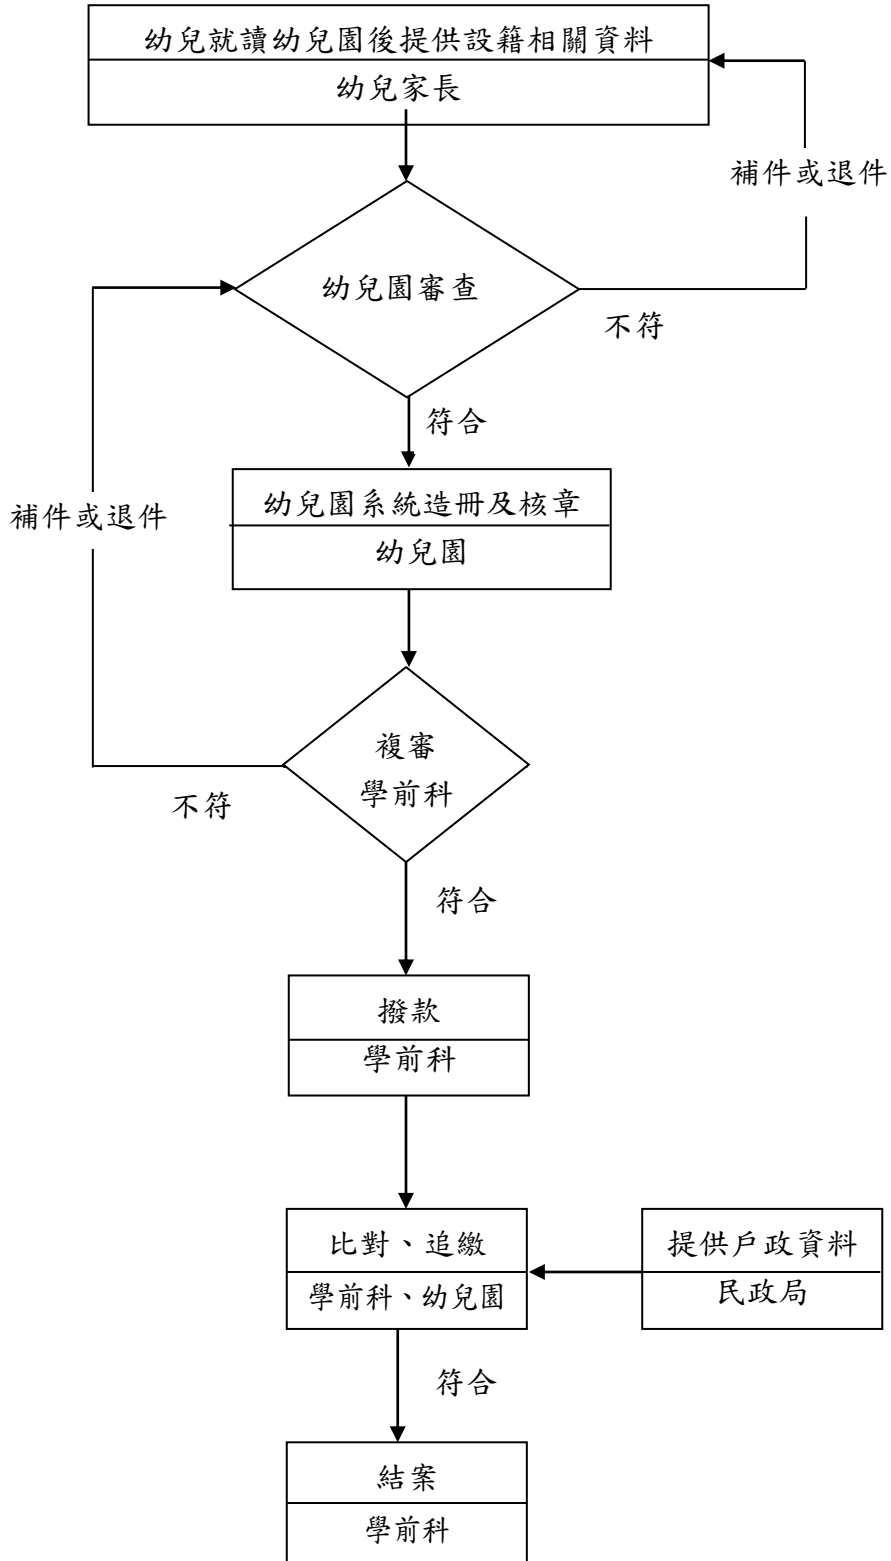 幼兒就讀幼兒園後提供設籍相關資料
幼兒家長
補件或退件
幼兒園審查
不符
符合
幼兒園系統造冊及核章
幼兒園
補件或退件
複審
學前科
不符
符合
撥款
學前科
比對、追繳
學前科、幼兒園
提供戶政資料
民政局
符合
結案
學前科